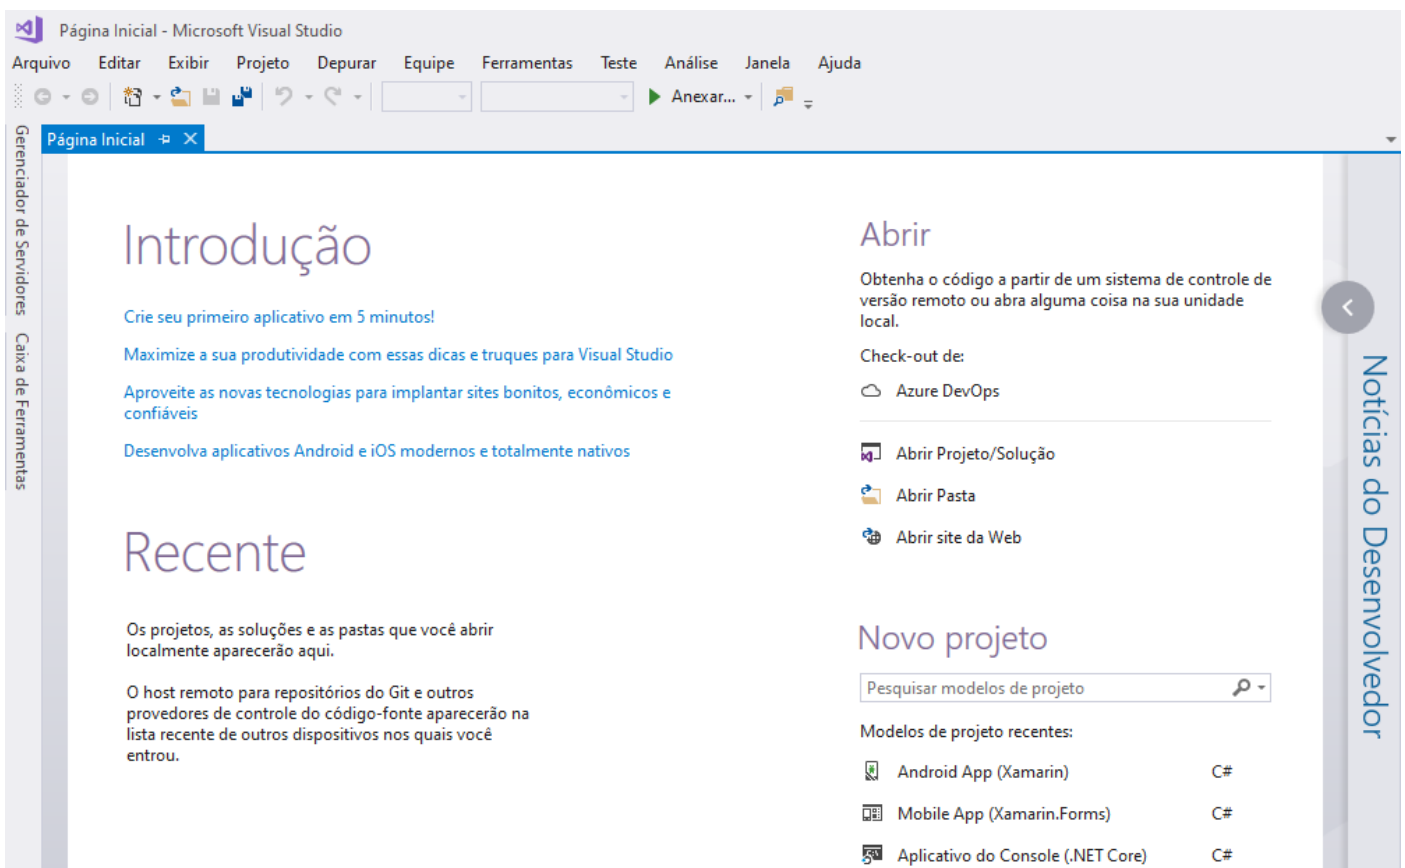 Página Inicial - Microsoft Visual Studio
Arquivo Editar Exibir Projeto Depurar Equipe Ferramentas Teste Análise Janela Ajuda
Anexar...
Gerenciador de Servidores
Caixa de Ferramentas
Página Inicial
Introdução
Crie seu primeiro aplicativo em 5 minutos!
Maximize a sua produtividade com essas dicas e truques para Visual Studio
Aproveite as novas tecnologias para implantar sites bonitos, econômicos e
confiáveis
Desenvolva aplicativos Android e iOS modernos e totalmente nativos
Recente
Os projetos, as soluções e as pastas que você abrir
localmente aparecerão aqui.
O host remoto para repositórios do Git e outros
provedores de controle do código-fonte aparecerão na
lista recente de outros dispositivos nos quais você
entrou.
Abrir
Obtenha o código a partir de um sistema de controle de
versão remoto ou abra alguma coisa na sua unidade
local.
Check-out de:
Azure DevOps
Abrir Projeto/Solução
Abrir Pasta
Abrir site da Web
Novo projeto
Pesquisar modelos de projeto
Modelos de projeto recentes:
Android App (Xamarin) C#
Mobile App (Xamarin.Forms) C#
Aplicativo do Console (.NET Core) C#
Notícias do Desenvolvedor